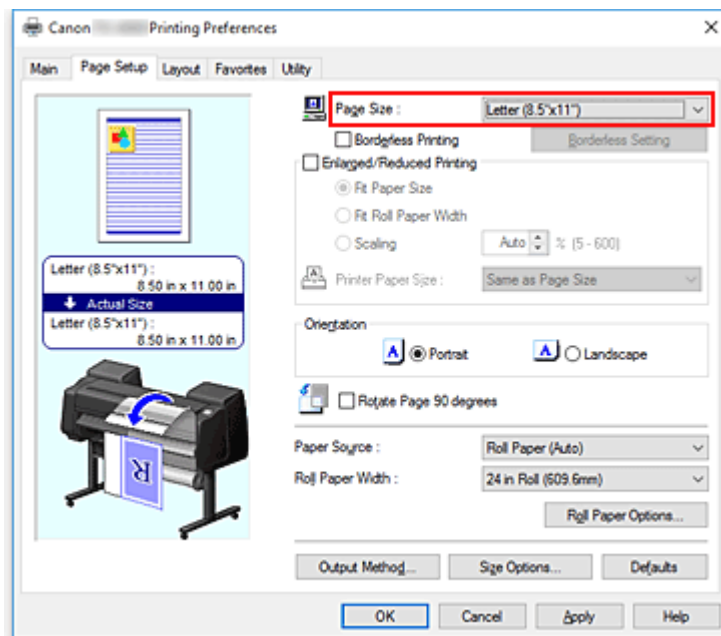 Canon Printing Preferences
Main Page Setup Layout Favorites Utility
Page Size : Letter (8.5"x11")
Borderless Printing Borderless Setting
Enlarged/Reduced Printing
Fit Paper Size
Fit Roll Paper Width
Scaling Auto % (5 - 600)
Printer Paper Size : Same as Page Size
Letter (8.5"x11") :
8.50 in x 11.00 in
Actual Size
Letter (8.5"x11") :
8.50 in x 11.00 in
Orientation
A Portrait A Landscape
Rotate Page 90 degrees
Paper Source : Roll Paper (Auto)
Roll Paper Width : 24 in Roll (609.6mm)
Roll Paper Options...
R
Output Method... Size Options... Defaults
OK Cancel Apply Help